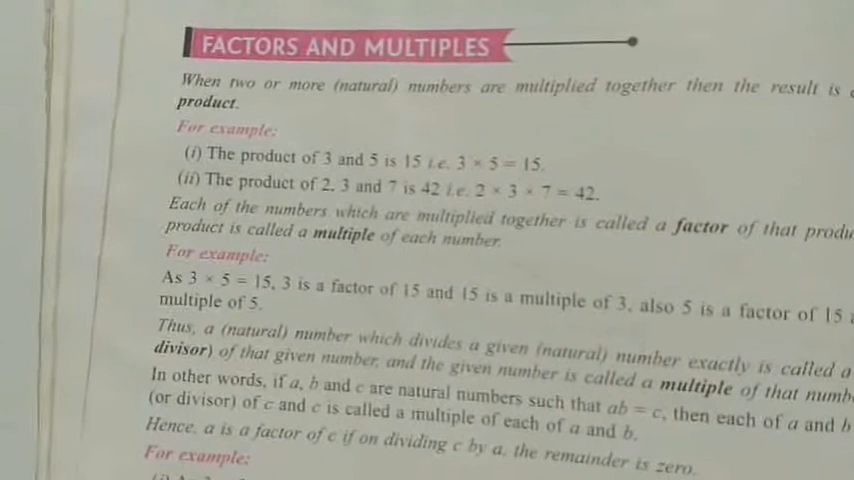 FACTORS AND MULTIPLES
When two or more (natural) numbers are multiplied together then the result is
product.
For example:
(i) The product of 3 and 5 is 15 i.e. 3 × 5 = 15.
(ii) The product of 2, 3 and 7 is 42 i.e. 2 × 3 × 7 = 42.
Each of the numbers which are multiplied together is called a factor of that
product is called a multiple of each number.
For example:
As 3 × 5 = 15, 3 is a factor of 15 and 15 is a multiple of 3, also 5 is a factor of 15
multiple of 5.
Thus, a (natural) number which divides a given (natural) number exactly is called a
divisor) of that given number, and the given number is called a multiple of that
In other words, if a, b and c are natural numbers such that ab = c, then each of a and b
(or divisor) of c and c is called a multiple of each of a and b.
Hence, a is a factor of c if on dividing c by a, the remainder is zero.
For example: